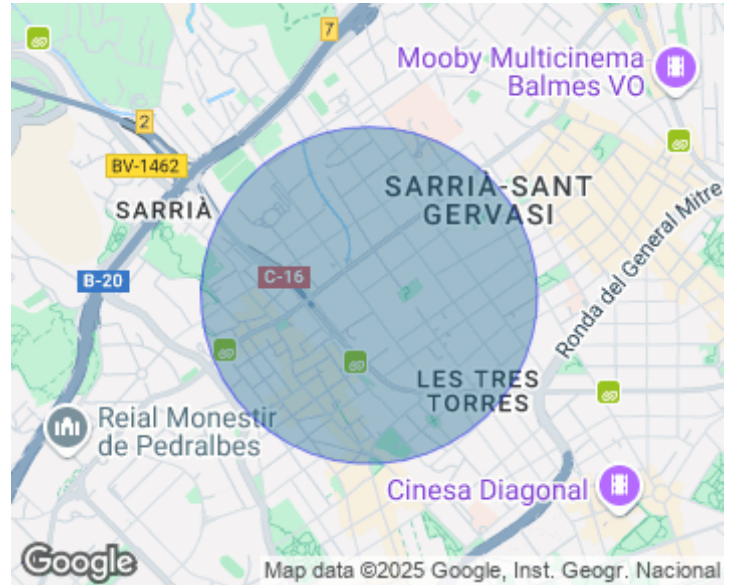 7
Mooby Multicinema
Balmes VO
2
BV-1462
SARRIÀ
SARRIÀ-SANT
GERVASI
B-20
C-16
Ronda del General Mitre
LES TRES
TORRES
Reial Monestir
de Pedralbes
Cinesa Diagonal
Google
Map data ©2025 Google, Inst. Geogr. Nacional